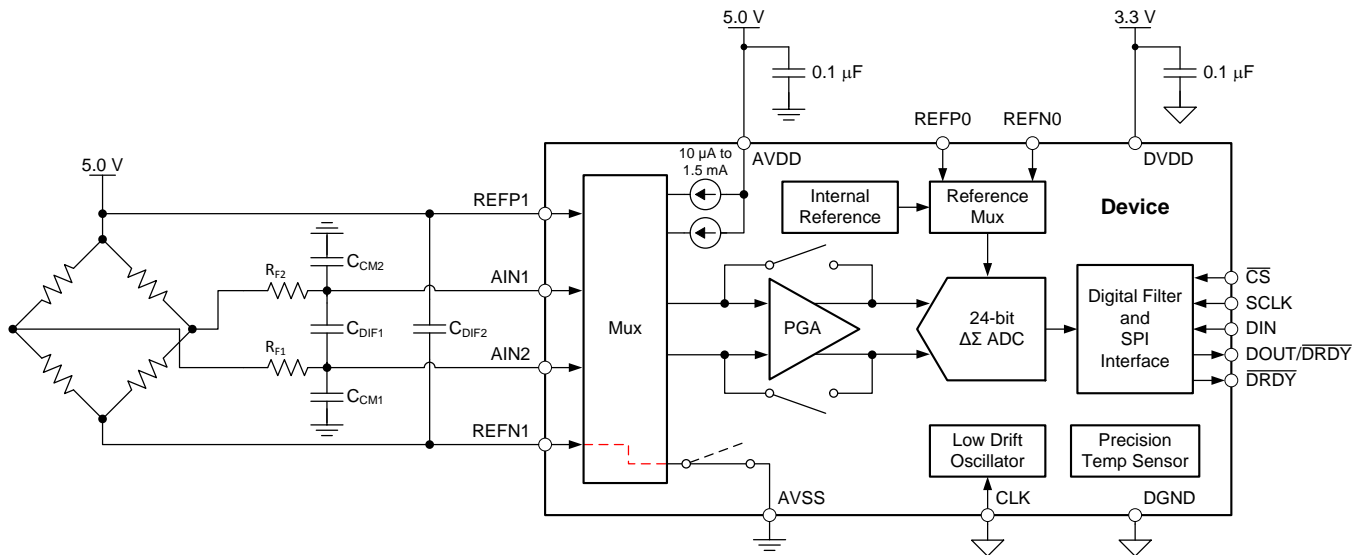 5.0 V
3.3 V
0.1 µF
0.1 µF
REFP0
REFN0
10 µA to
1.5 mA
AVDD
DVDD
5.0 V
REFP1
Internal
Reference
Reference
Mux
Device
C_CM2
R_F2
AIN1
C_DIF1
C_DIF2
Mux
PGA
24-bit
ΔΣ ADC
Digital Filter
and
SPI
Interface
C̅S̅
SCLK
DIN
DOUT/D̅R̅D̅Y̅
D̅R̅D̅Y̅
R_F1
AIN2
C_CM1
REFN1
Low Drift
Oscillator
Precision
Temp Sensor
AVSS
CLK
DGND